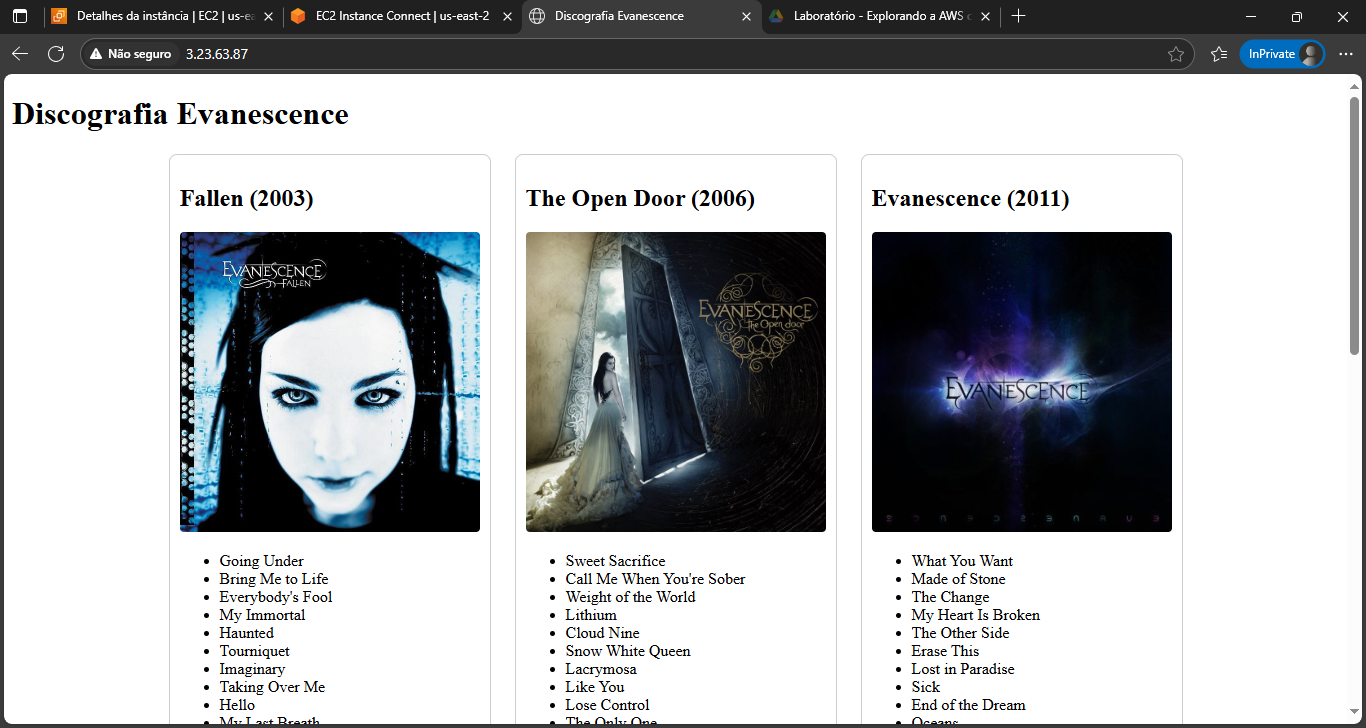 Detalhes da instância | EC2 | us-ea
EC2 Instance Connect | us-east-2
Discografia Evanescence
Laboratório - Explorando a AWS c
Não seguro
3.23.63.87
InPrivate
Discografia Evanescence
Fallen (2003)
EVANESCENCE
FALLEN
Going Under
Bring Me to Life
Everybody's Fool
My Immortal
Haunted
Tourniquet
Imaginary
Taking Over Me
Hello
My Last Breath
The Open Door (2006)
EVANESCENCE
The Open door
Sweet Sacrifice
Call Me When You're Sober
Weight of the World
Lithium
Cloud Nine
Snow White Queen
Lacrymosa
Like You
Lose Control
The Only One
Evanescence (2011)
EVANESCENCE
What You Want
Made of Stone
The Change
My Heart Is Broken
The Other Side
Erase This
Lost in Paradise
Sick
End of the Dream
Oceans